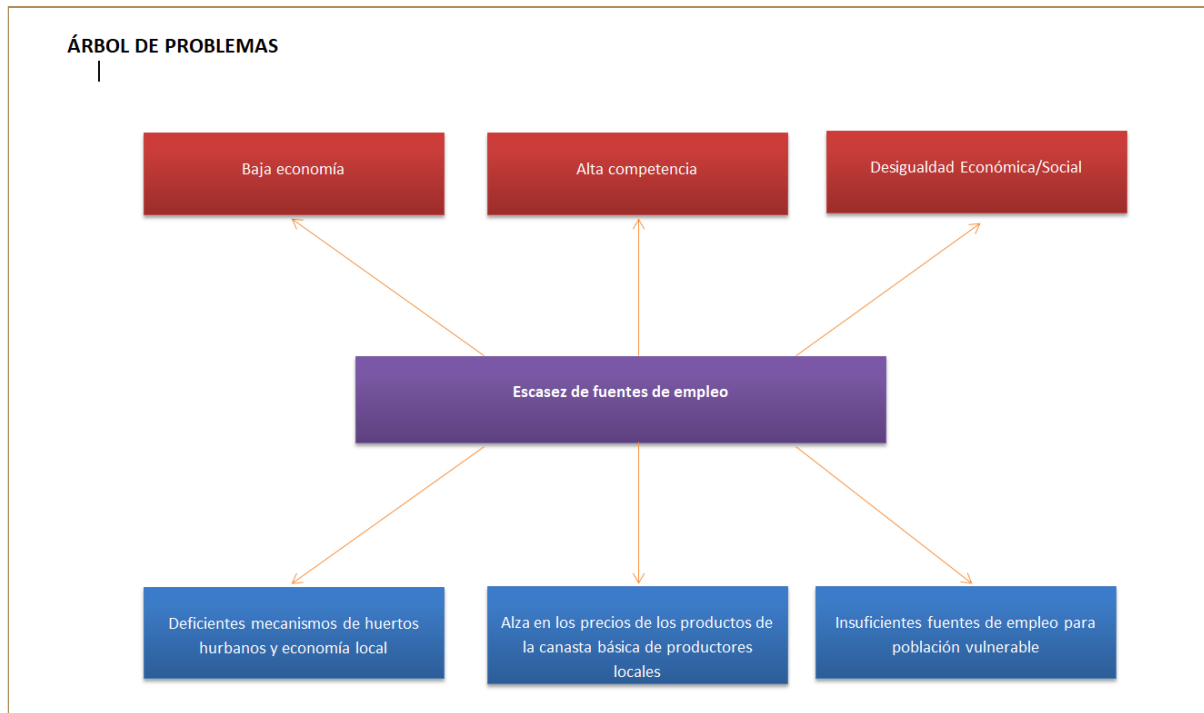 ÁRBOL DE PROBLEMAS
Baja economía
Alta competencia
Desigualdad Económica/Social
Escasez de fuentes de empleo
Deficientes mecanismos de huertos
hurbanos y economía local
Alza en los precios de los productos de
la canasta básica de productores
locales
Insuficientes fuentes de empleo para
población vulnerable